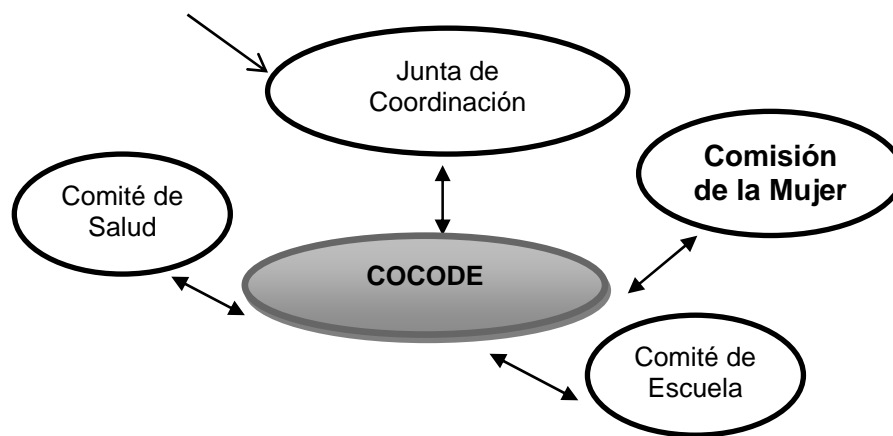 Junta de
Coordinación
Comisión
de la Mujer
Comité de
Salud
COCODE
Comité de
Escuela